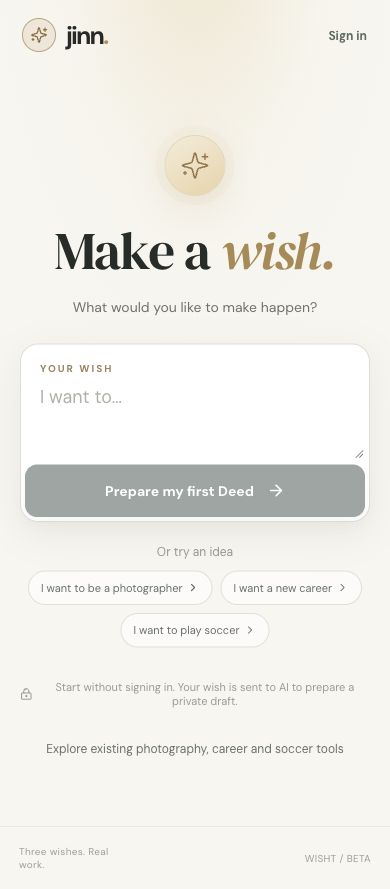 jinn.
Sign in
Make a wish.
What would you like to make happen?
YOUR WISH
I want to...
Prepare my first Deed
Or try an idea
I want to be a photographer
I want a new career
I want to play soccer
Start without signing in. Your wish is sent to AI to prepare a
private draft.
Explore existing photography, career and soccer tools
Three wishes. Real
work.
WISHT / BETA